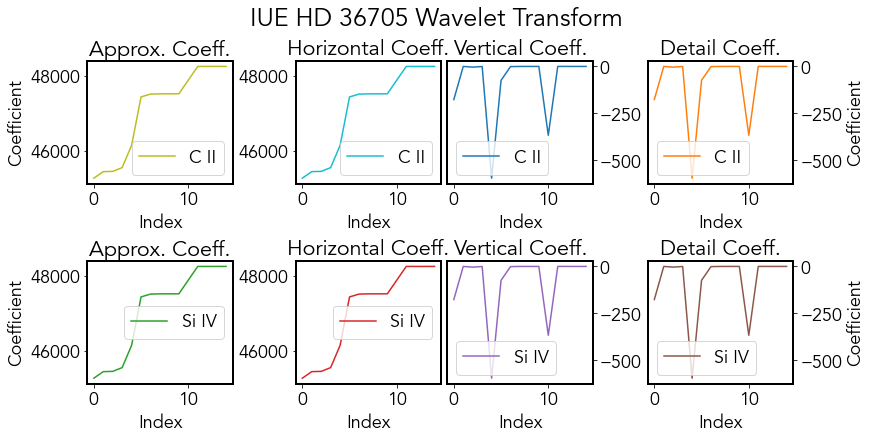 IUE HD 36705 Wavelet Transform
Approx. Coeff. Horizontal Coeff. Vertical Coeff. Detail Coeff.
48000 48000 0 0
Coefficient Coefficient
−250 −250
46000 C II 46000 C II C II −500 C II −500
0 10 0 10 0 10 0 10
Index Index Index Index
Approx. Coeff. Horizontal Coeff. Vertical Coeff. Detail Coeff.
48000 48000 0 0
Coefficient Si IV Si IV −250 −250 Coefficient
46000 46000 Si IV −500 Si IV −500
0 10 0 10 0 10 0 10
Index Index Index Index